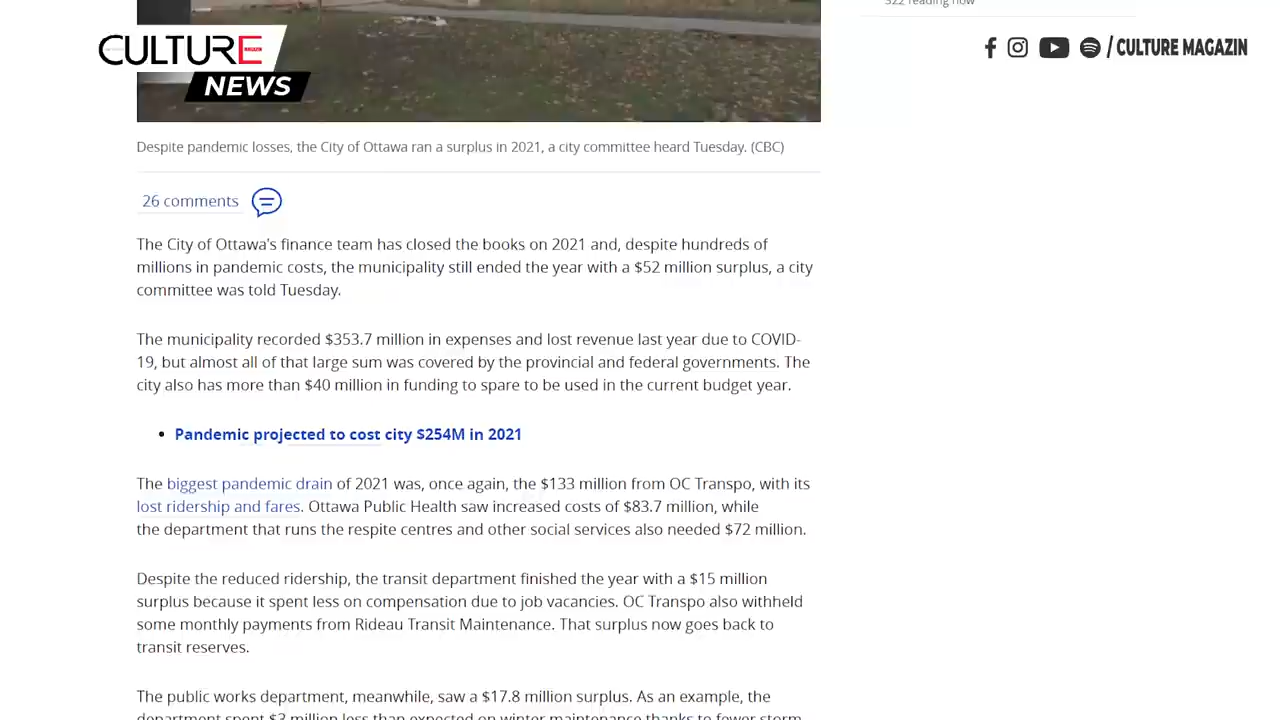 322 reading now
CULTURE
NEWS
/ CULTURE MAGAZIN
Despite pandemic losses, the City of Ottawa ran a surplus in 2021, a city committee heard Tuesday. (CBC)
26 comments
The City of Ottawa's finance team has closed the books on 2021 and, despite hundreds of
millions in pandemic costs, the municipality still ended the year with a $52 million surplus, a city
committee was told Tuesday.
The municipality recorded $353.7 million in expenses and lost revenue last year due to COVID-
19, but almost all of that large sum was covered by the provincial and federal governments. The
city also has more than $40 million in funding to spare to be used in the current budget year.
• Pandemic projected to cost city $254M in 2021
The biggest pandemic drain of 2021 was, once again, the $133 million from OC Transpo, with its
lost ridership and fares. Ottawa Public Health saw increased costs of $83.7 million, while
the department that runs the respite centres and other social services also needed $72 million.
Despite the reduced ridership, the transit department finished the year with a $15 million
surplus because it spent less on compensation due to job vacancies. OC Transpo also withheld
some monthly payments from Rideau Transit Maintenance. That surplus now goes back to
transit reserves.
The public works department, meanwhile, saw a $17.8 million surplus. As an example, the
department spent $3 million less than expected on winter maintenance thanks to fewer storm